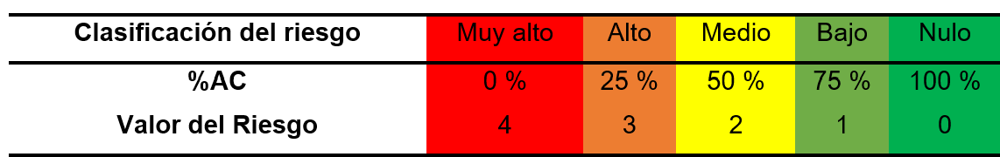 Clasificación del riesgo Muy alto Alto Medio Bajo Nulo
%AC 0 % 25 % 50 % 75 % 100 %
Valor del Riesgo 4 3 2 1 0